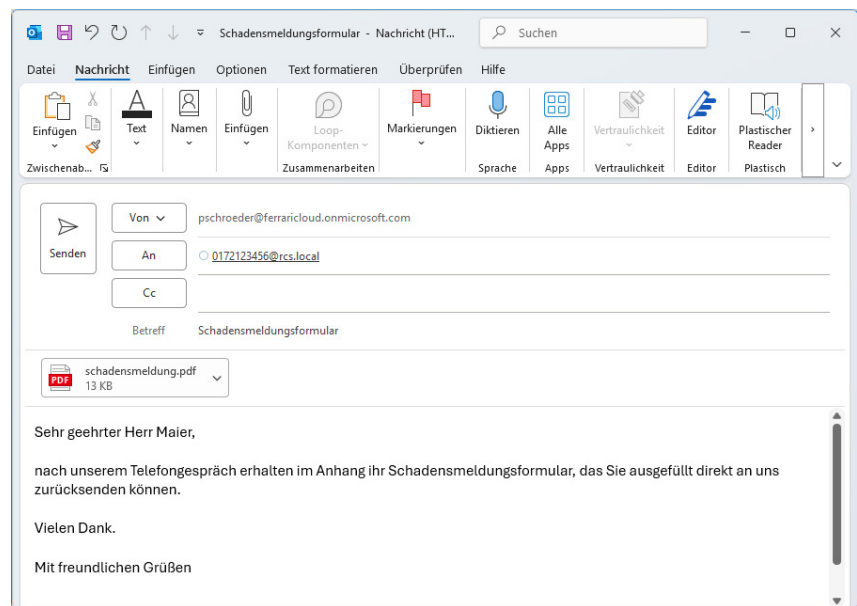 Schadensmeldungsformular - Nachricht (HT...
Suchen
Datei Nachricht Einfügen Optionen Text formatieren Überprüfen Hilfe
Einfügen
Text
Namen
Einfügen
Loop-
Komponenten
Markierungen
Diktieren
Alle
Apps
Vertraulichkeit
Editor
Plastischer
Reader
Zwischenab... Zusammenarbeiten Sprache Apps Vertraulichkeit Editor Plastisch
Senden
Von pschroeder@ferraricloud.onmicrosoft.com
An 0172123456@rcs.local
Cc
Betreff Schadensmeldungsformular
PDF
schadensmeldung.pdf
13 KB
Sehr geehrter Herr Maier,
nach unserem Telefongespräch erhalten im Anhang ihr Schadensmeldungsformular, das Sie ausgefüllt direkt an uns
zurücksenden können.
Vielen Dank.
Mit freundlichen Grüßen